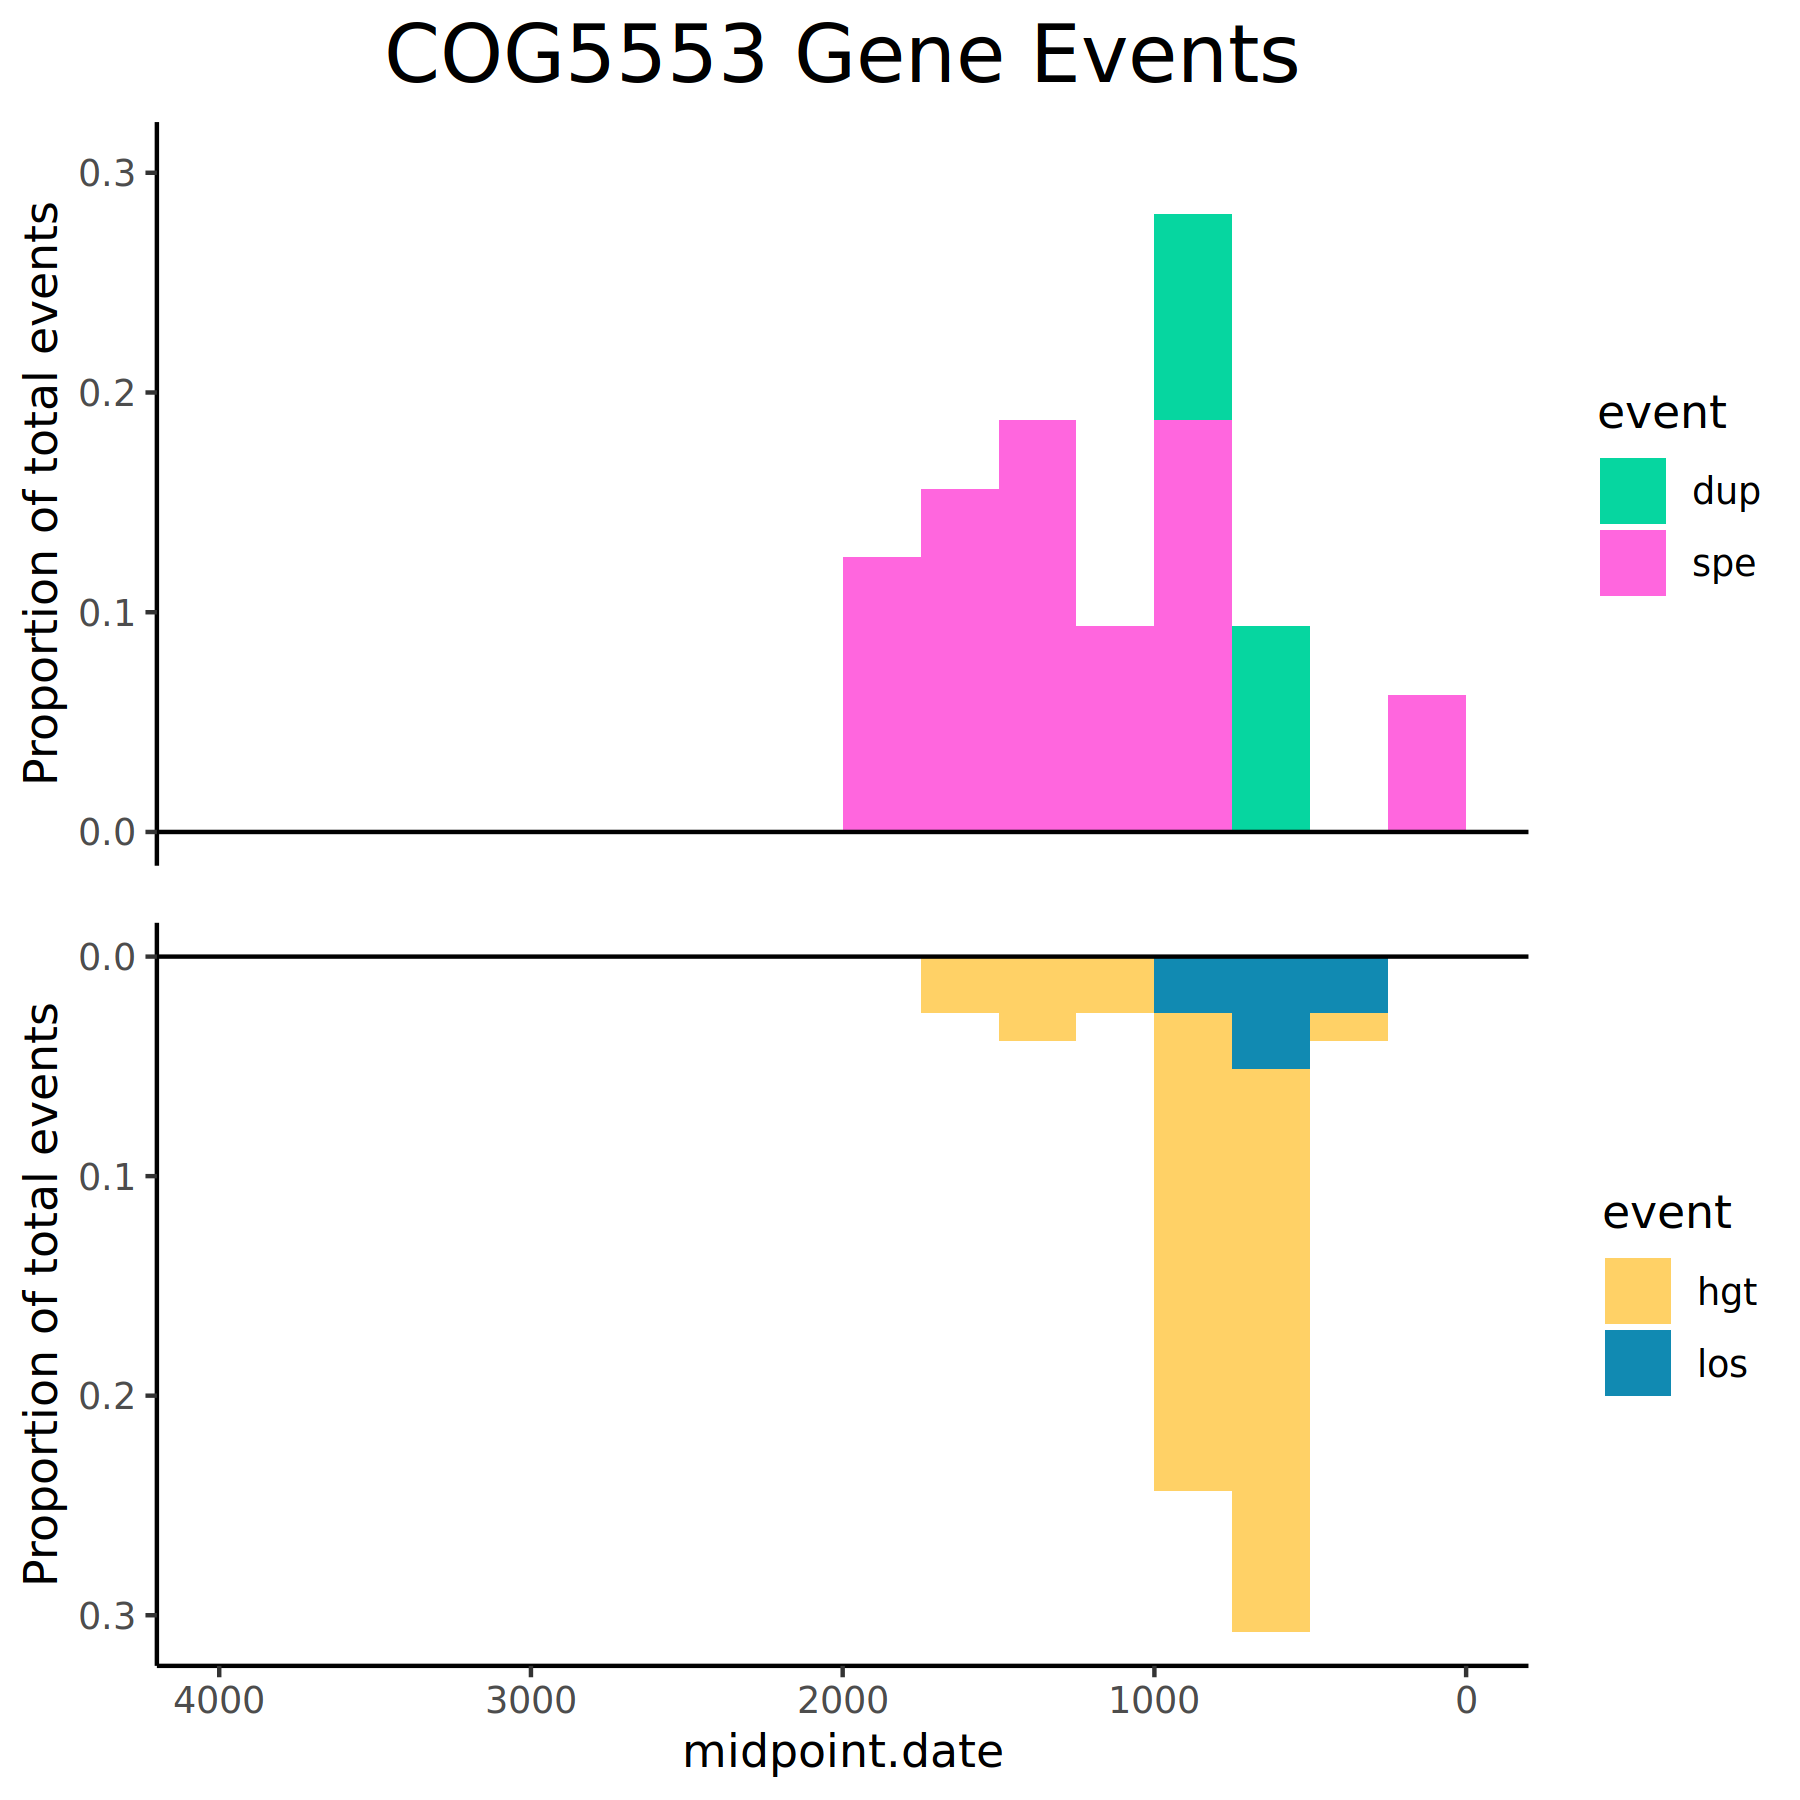 COG5553 Gene Events
Proportion of total events
0.3
0.2
0.1
0.0
event
dup
spe
Proportion of total events
0.0
0.1
0.2
0.3
event
hgt
los
4000 3000 2000 1000 0
midpoint.date